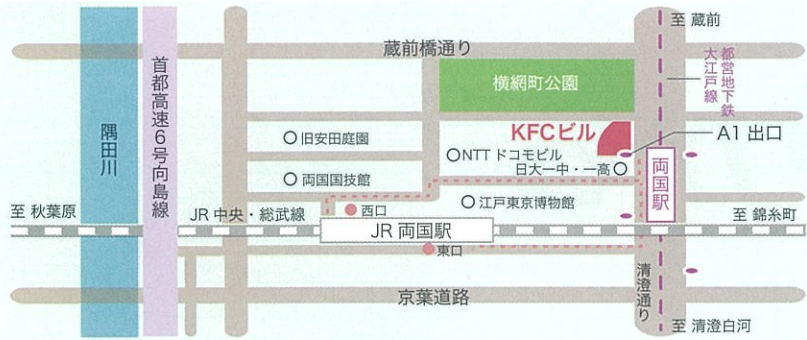 至 蔵前
蔵前橋通り
都営地下鉄
大江戸線
首都高速6号向島線
隅田川
横網町公園
KFCビル
A1 出口
旧安田庭園
NTT ドコモビル
日大一中・一高
両国国技館
両国駅
江戸東京博物館
西口
至 秋葉原
JR 中央・総武線
至 錦糸町
JR 両国駅
東口
清澄通り
京葉道路
至 清澄白河